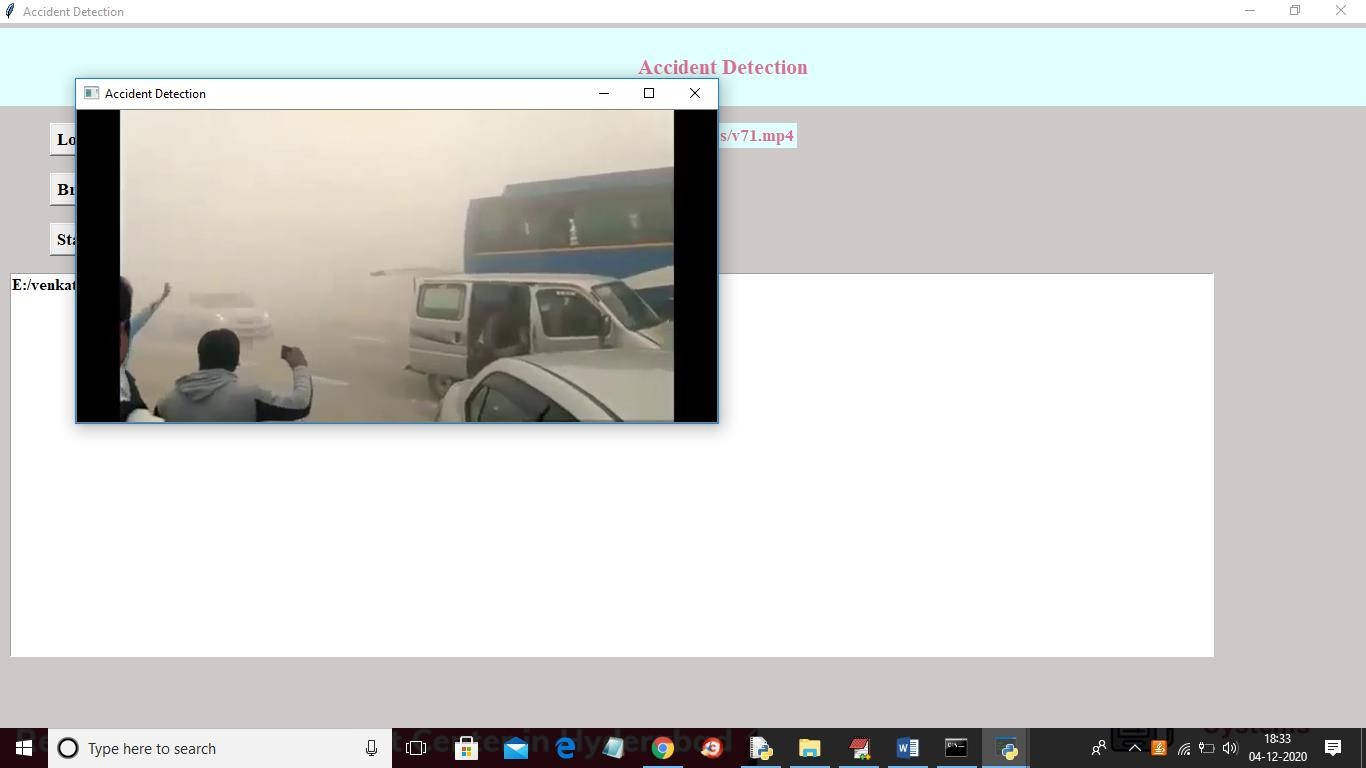 Accident Detection
Accident Detection
Accident Detection
Lo
s/v71.mp4
Br
Sta
E:/venkat
Type here to search
18:33
04-12-2020